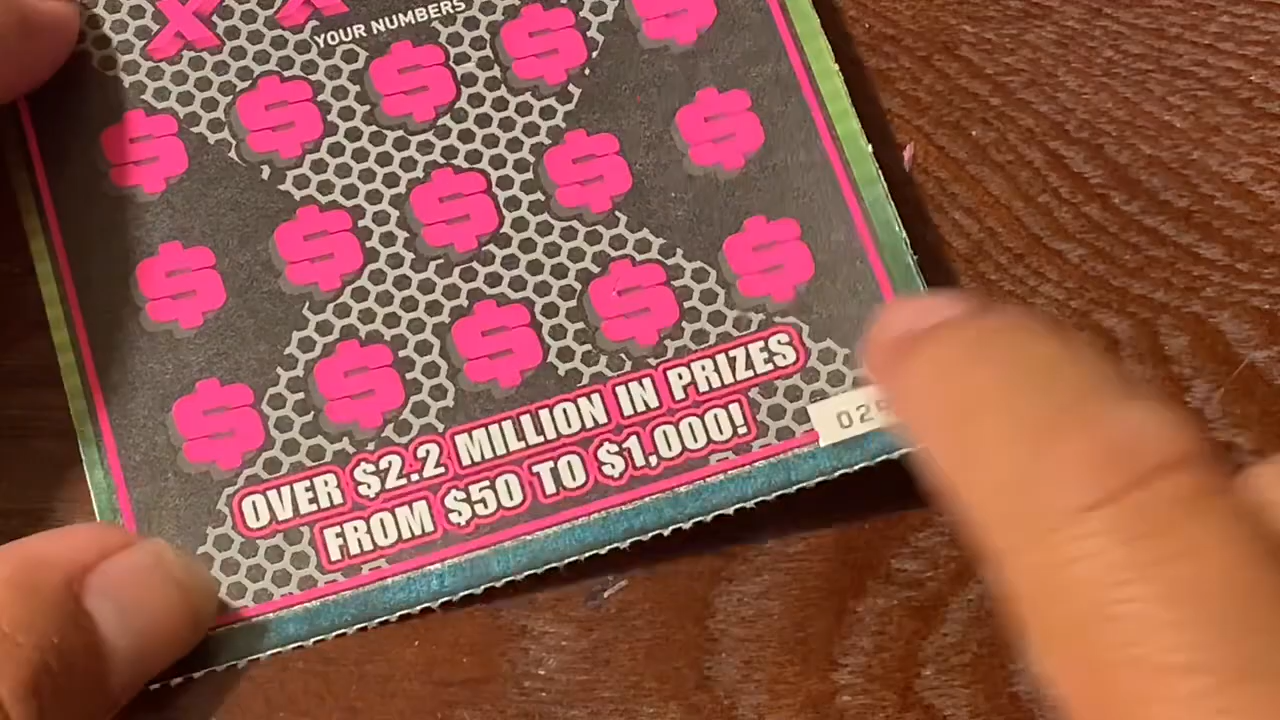 X X
YOUR NUMBERS
$ $ $ $ $
$ $ $ $ $
$ $ $ $ $
OVER $2.2 MILLION IN PRIZES
FROM $50 TO $1,000!